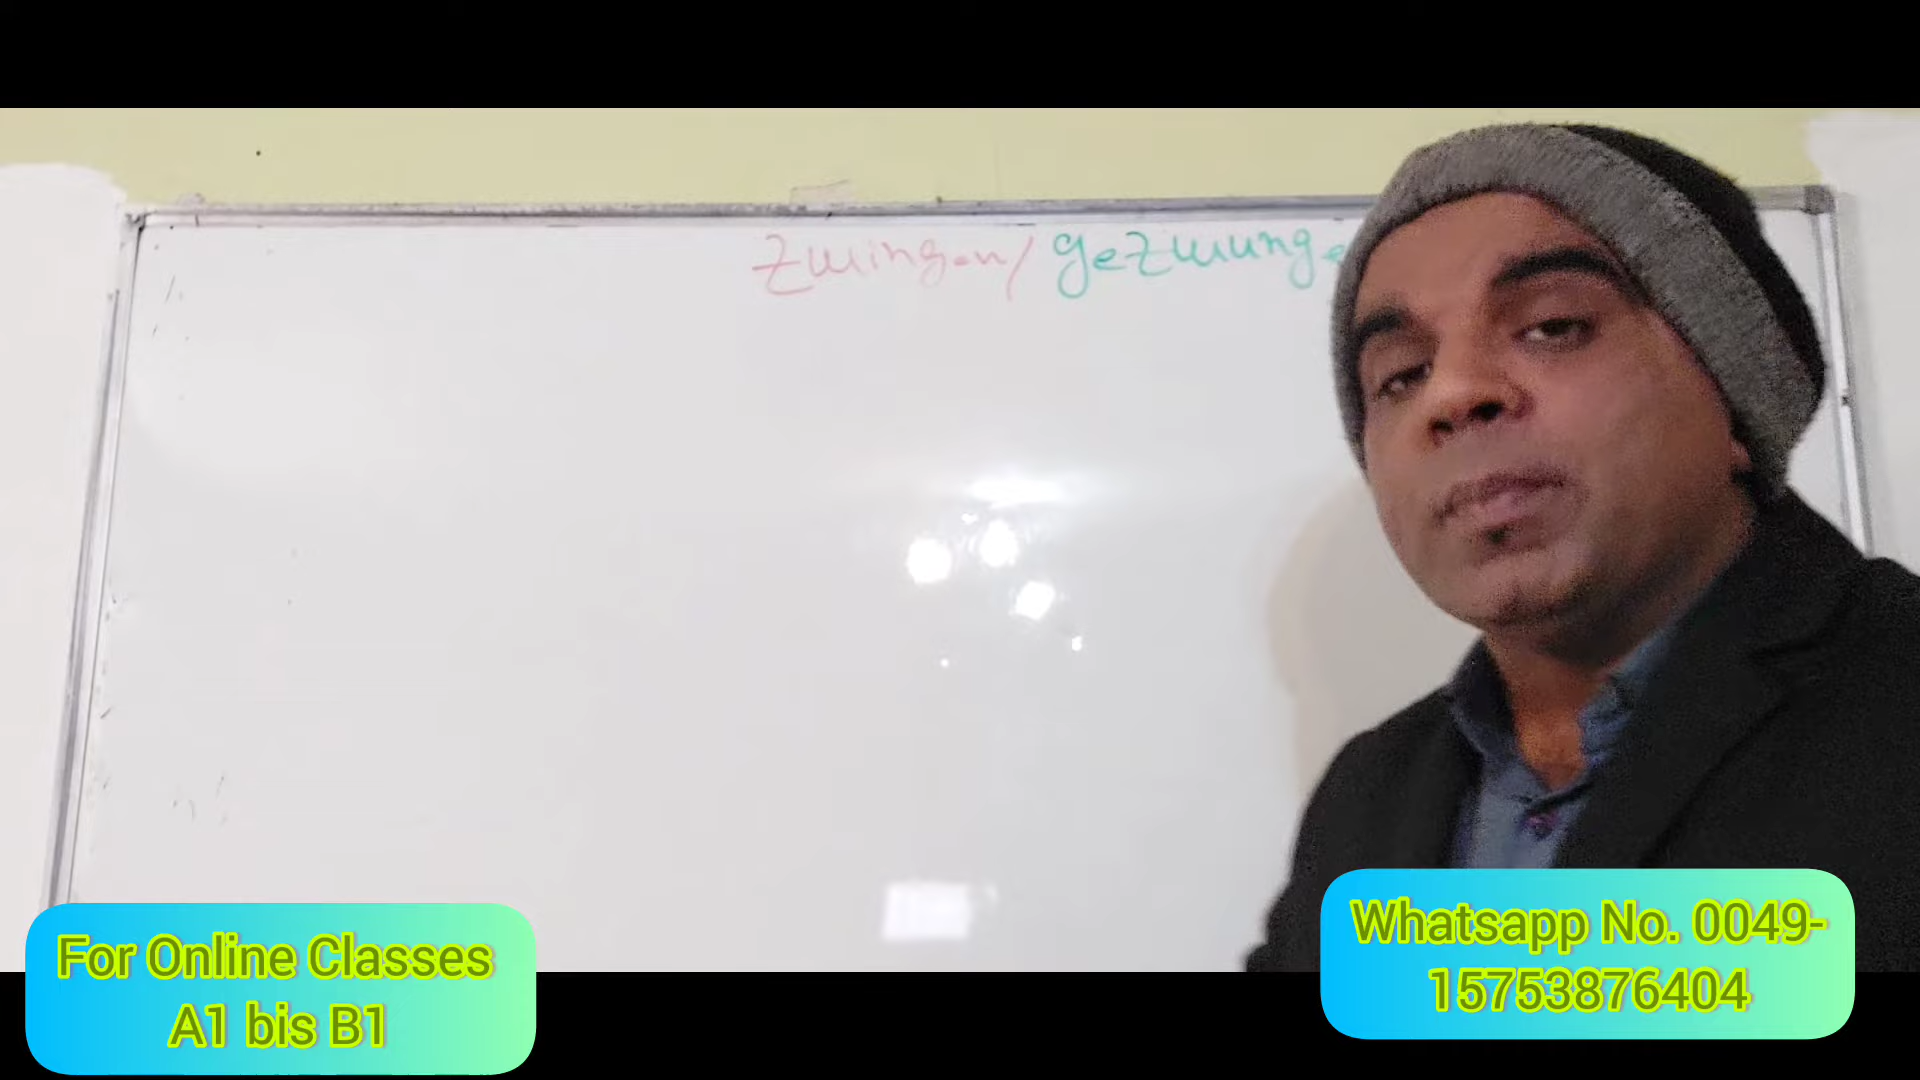 zwingen/ gezwunge
For Online Classes
A1 bis B1
Whatsapp No. 0049-
15753876404